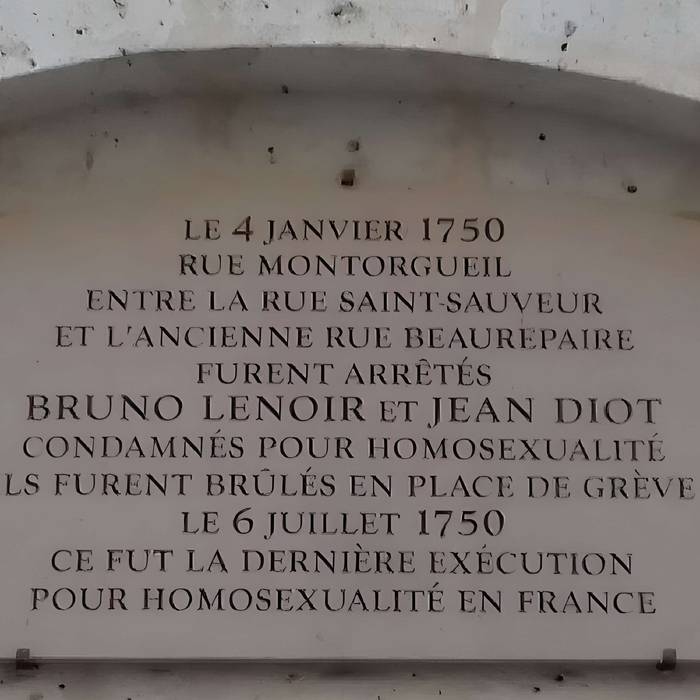 LE 4 JANVIER 1750
RUE MONTORGUEIL
ENTRE LA RUE SAINT-SAUVEUR
ET L'ANCIENNE RUE BEAUREPAIRE
FURENT ARRÊTÉS
BRUNO LENOIR ET JEAN DIOT
CONDAMNÉS POUR HOMOSEXUALITÉ
LS FURENT BRÛLÉS EN PLACE DE GRÈVE
LE 6 JUILLET 1750
CE FUT LA DERNIÈRE EXÉCUTION
POUR HOMOSEXUALITÉ EN FRANCE